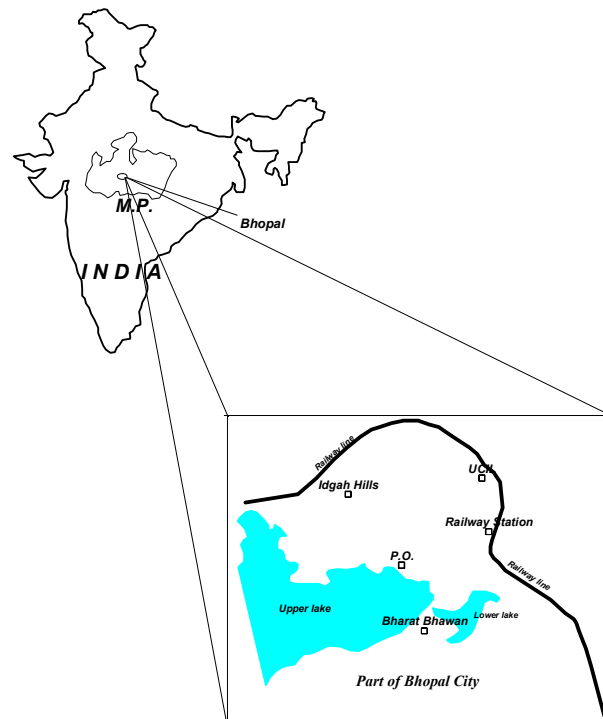 M.P.
Bhopal
INDIA
Railway line
UCIL
Idgah Hills
Railway Station
P.O.
Railway line
Upper lake
Lower lake
Bharat Bhawan
Part of Bhopal City